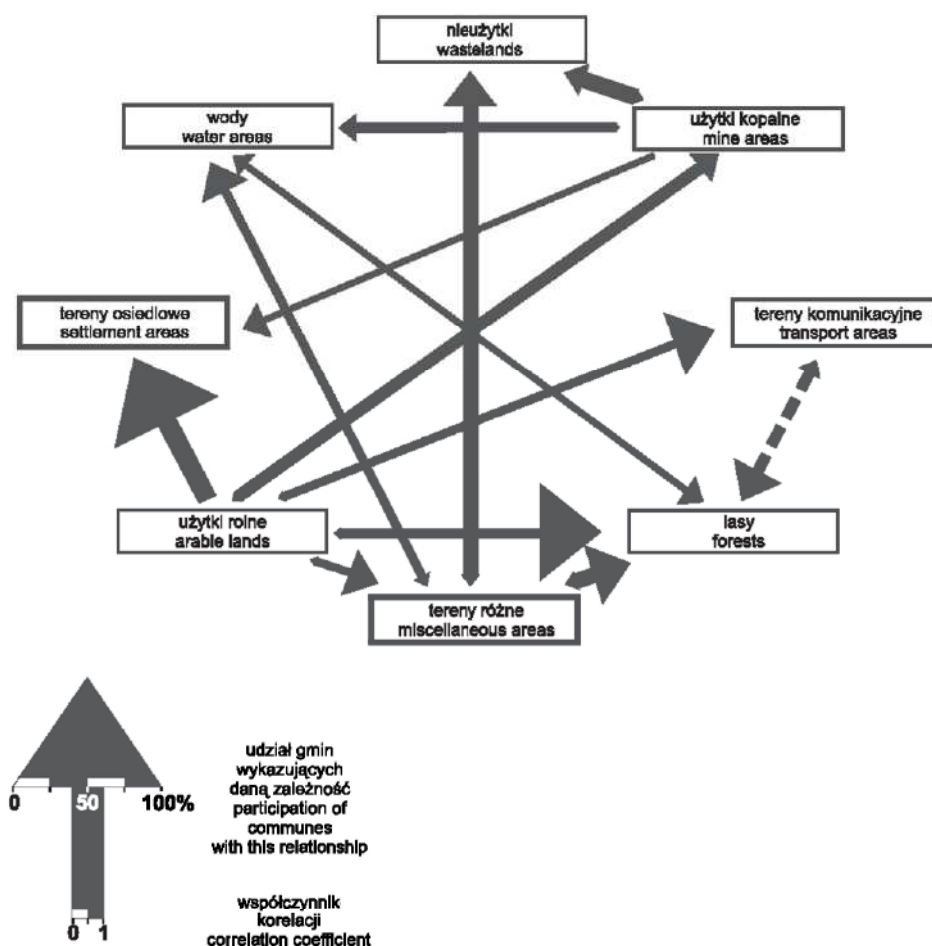 nieużytki
wastelands
wody
water areas
użytki kopalne
mine areas
tereny osiedlowe
settlement areas
tereny komunikacyjne
transport areas
użytki rolne
arable lands
lasy
forests
tereny różne
miscellaneous areas
0 50 100%
udział gmin
wykazujących
daną zależność
participation of
communes
with this relationship
0 1
współczynnik
korelacji
correlation coefficient